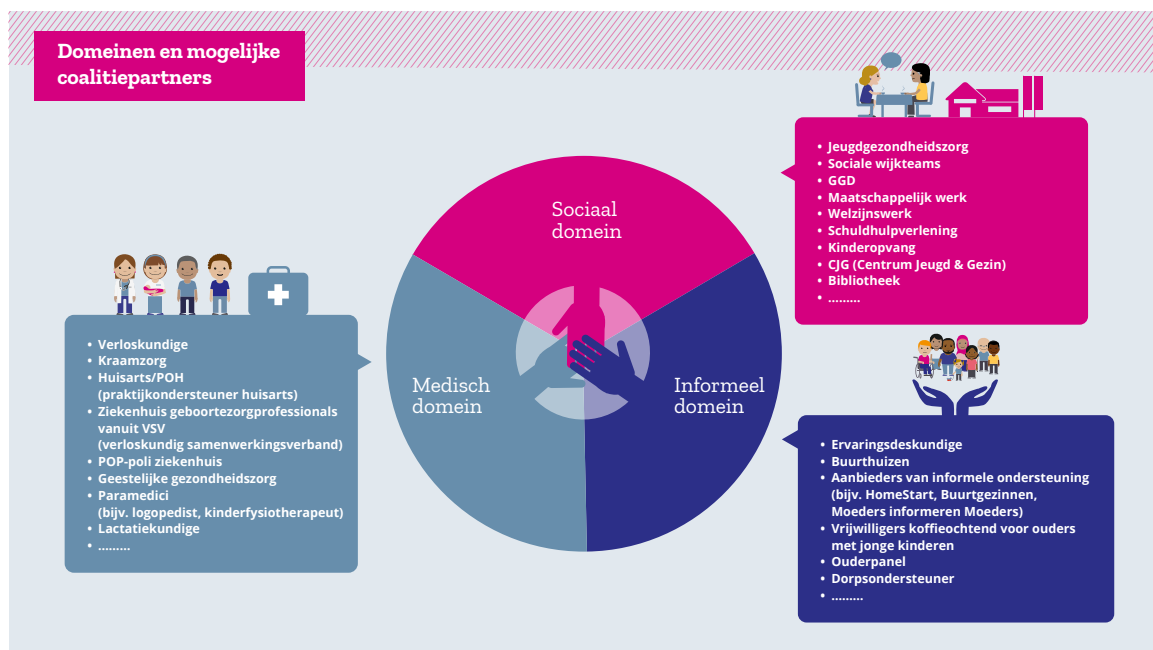 Domeinen en mogelijke
coalitiepartners
• Jeugdgezondheidszorg
• Sociale wijkteams
• GGD
• Maatschappelijk werk
• Welzijnswerk
• Schuldhulpverlening
• Kinderopvang
• CJG (Centrum Jeugd & Gezin)
• Bibliotheek
• .........
Sociaal
domein
Medisch
domein
Informeel
domein
• Verloskundige
• Kraamzorg
• Huisarts/POH
(praktijkondersteuner huisarts)
• Ziekenhuis geboortezorgprofessionals
vanuit VSV
(verloskundig samenwerkingsverband)
• POP-poli ziekenhuis
• Geestelijke gezondheidszorg
• Paramedici
(bijv. logopedist, kinderfysiotherapeut)
• Lactatiekundige
• .........
• Ervaringsdeskundige
• Buurthuizen
• Aanbieders van informele ondersteuning
(bijv. HomeStart, Buurtgezinnen,
Moeders informeren Moeders)
• Vrijwilligers koffieochtend voor ouders
met jonge kinderen
• Ouderpanel
• Dorpsondersteuner
• .........